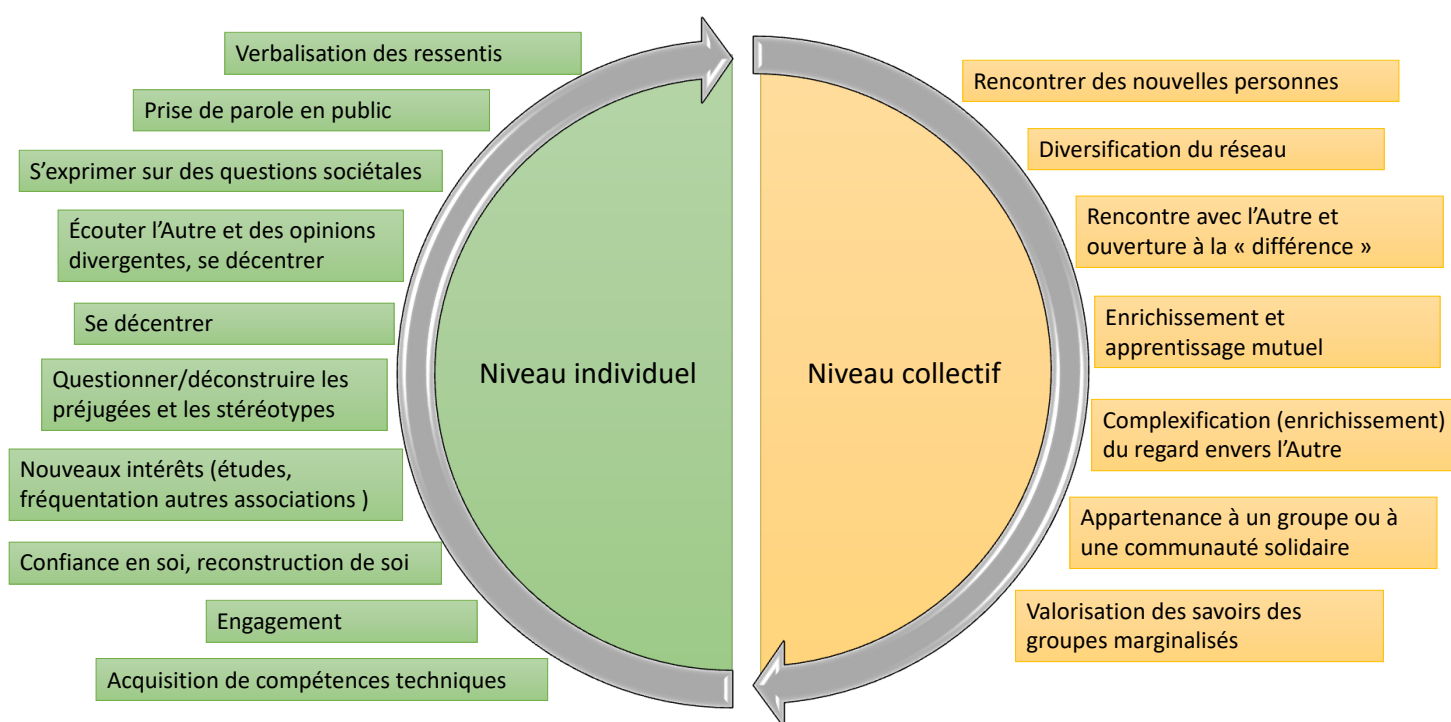 Verbalisation des ressentis
Prise de parole en public
S’exprimer sur des questions sociétales
Écouter l’Autre et des opinions
divergentes, se décentrer
Se décentrer
Questionner/déconstruire les
préjugées et les stéréotypes
Nouveaux intérêts (études,
fréquentation autres associations )
Confiance en soi, reconstruction de soi
Engagement
Acquisition de compétences techniques
Niveau individuel
Niveau collectif
Rencontrer des nouvelles personnes
Diversification du réseau
Rencontre avec l’Autre et
ouverture à la « différence »
Enrichissement et
apprentissage mutuel
Complexification (enrichissement)
du regard envers l’Autre
Appartenance à un groupe ou à
une communauté solidaire
Valorisation des savoirs des
groupes marginalisés